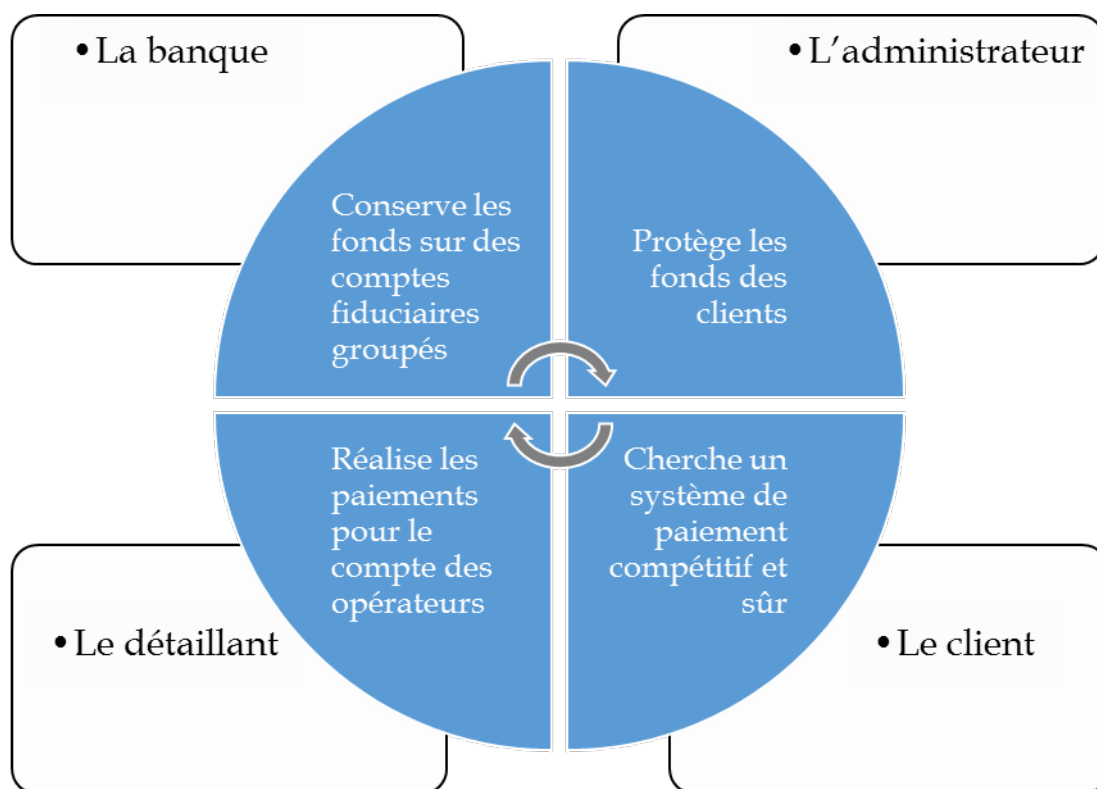 • La banque
• L’administrateur
Conserve les
fonds sur des
comptes
fiduciaires
groupés
Protège les
fonds des
clients
Réalise les
paiements
pour le
compte des
opérateurs
Cherche un
système de
paiement
compétitif et
sûr
• Le détaillant
• Le client